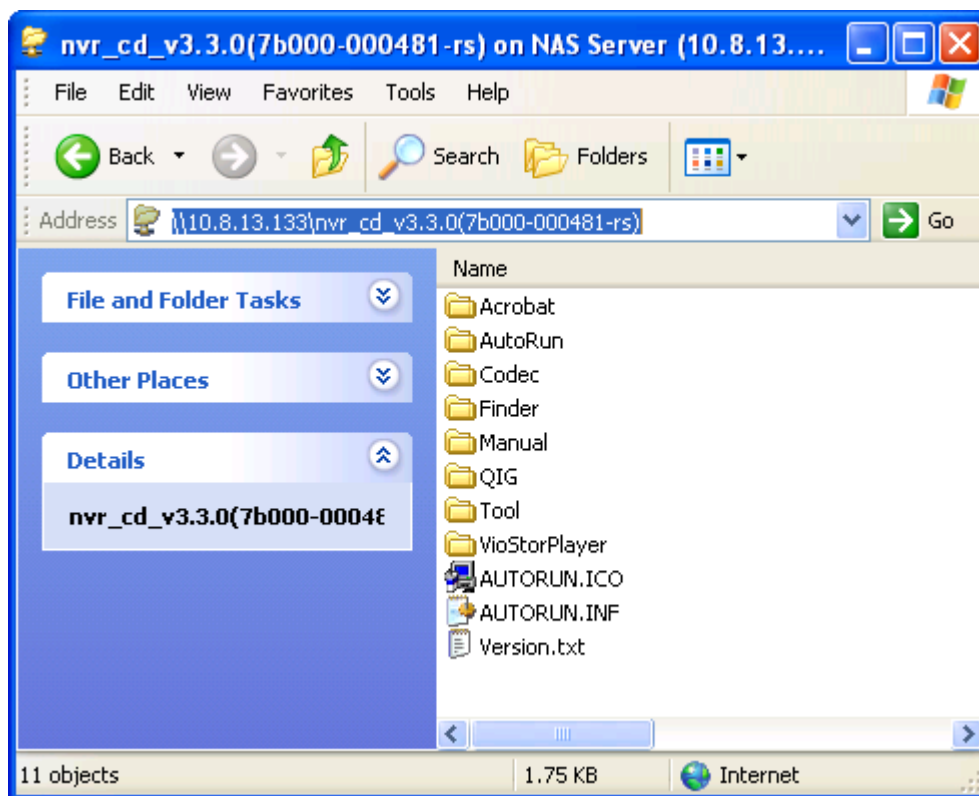 nvr_cd_v3.3.0(7b000-000481-rs) on NAS Server (10.8.13....
File Edit View Favorites Tools Help
Back Search Folders
Address \\10.8.13.133\nvr_cd_v3.3.0(7b000-000481-rs) Go
File and Folder Tasks
Other Places
Details
nvr_cd_v3.3.0(7b000-00048
Name
Acrobat
AutoRun
Codec
Finder
Manual
QIG
Tool
VioStorPlayer
AUTORUN.ICO
AUTORUN.INF
Version.txt
11 objects 1.75 KB Internet